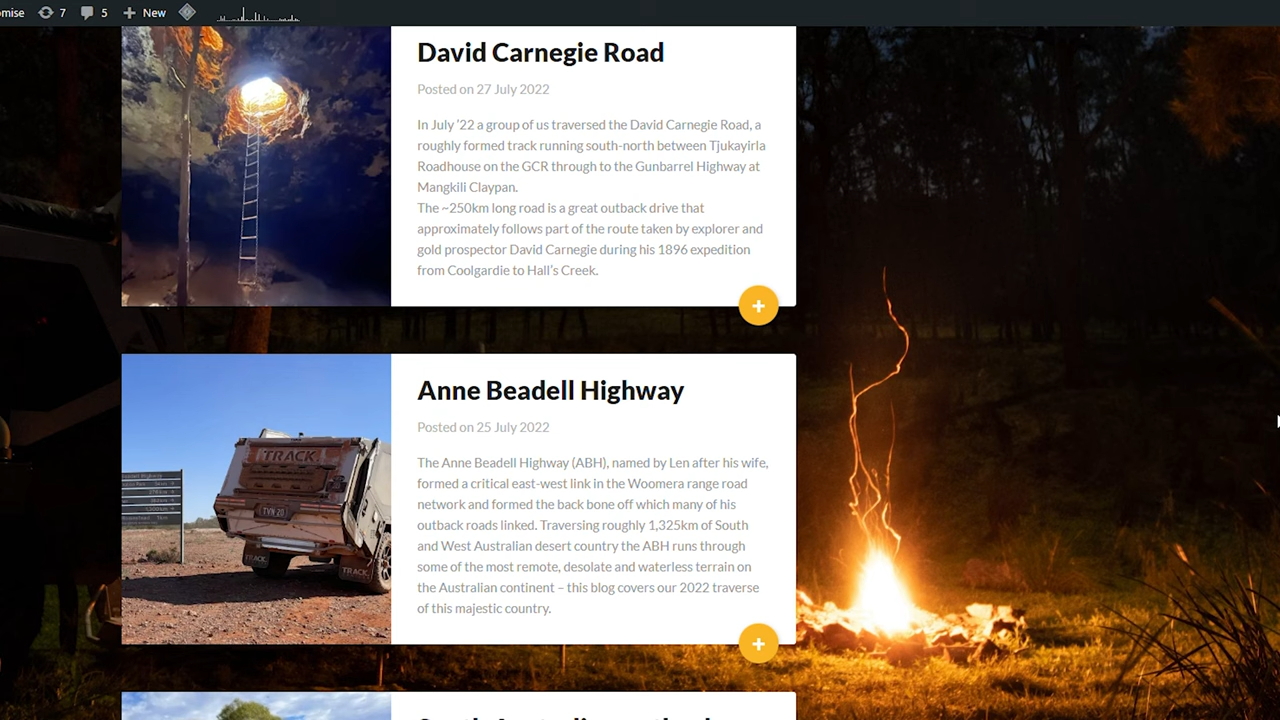 omise 7 5 New
David Carnegie Road
Posted on 27 July 2022
In July ’22 a group of us traversed the David Carnegie Road, a
roughly formed track running south-north between Tjukayirla
Roadhouse on the GCR through to the Gunbarrel Highway at
Mangkili Claypan.
The ~250km long road is a great outback drive that
approximately follows part of the route taken by explorer and
gold prospector David Carnegie during his 1896 expedition
from Coolgardie to Hall’s Creek.
+
TRACK
TVN·20
TRACK
TRACK
Anne Beadell Highway
Posted on 25 July 2022
The Anne Beadell Highway (ABH), named by Len after his wife,
formed a critical east-west link in the Woomera range road
network and formed the back bone off which many of his
outback roads linked. Traversing roughly 1,325km of South
and West Australian desert country the ABH runs through
some of the most remote, desolate and waterless terrain on
the Australian continent – this blog covers our 2022 traverse
of this majestic country.
+